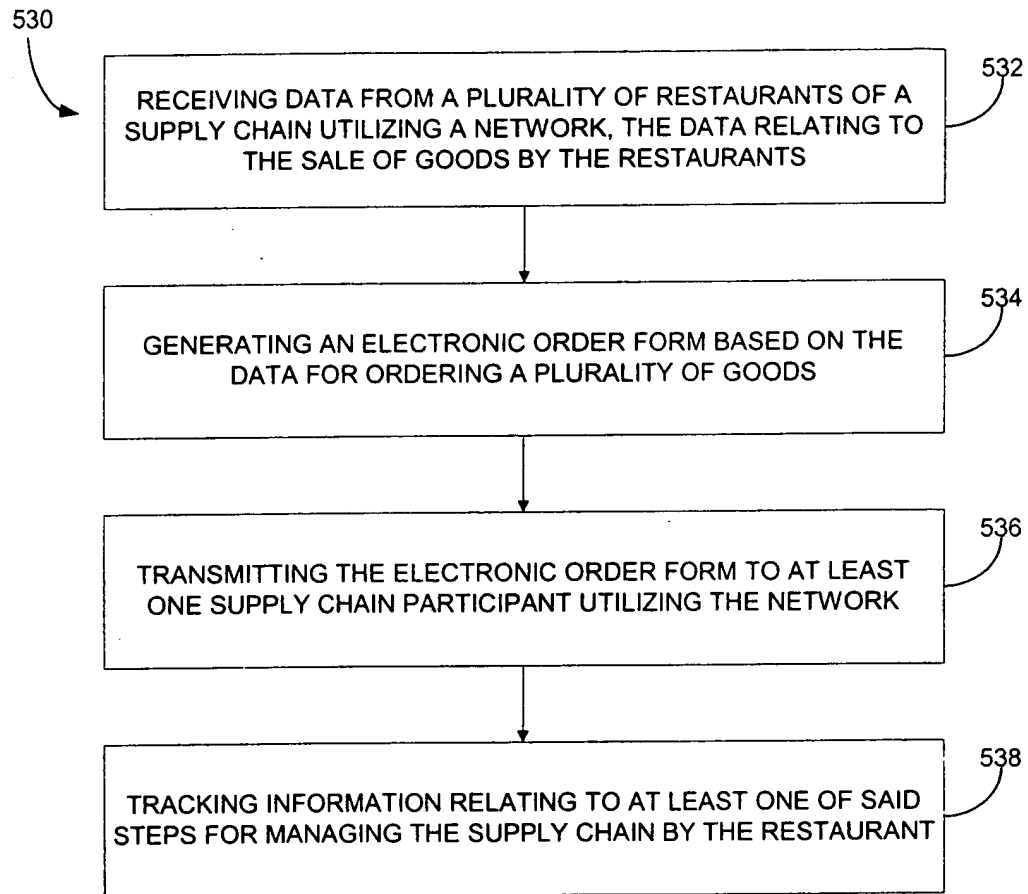 530
532
RECEIVING DATA FROM A PLURALITY OF RESTAURANTS OF A
SUPPLY CHAIN UTILIZING A NETWORK, THE DATA RELATING TO
THE SALE OF GOODS BY THE RESTAURANTS
534
GENERATING AN ELECTRONIC ORDER FORM BASED ON THE
DATA FOR ORDERING A PLURALITY OF GOODS
536
TRANSMITTING THE ELECTRONIC ORDER FORM TO AT LEAST
ONE SUPPLY CHAIN PARTICIPANT UTILIZING THE NETWORK
538
TRACKING INFORMATION RELATING TO AT LEAST ONE OF SAID
STEPS FOR MANAGING THE SUPPLY CHAIN BY THE RESTAURANT